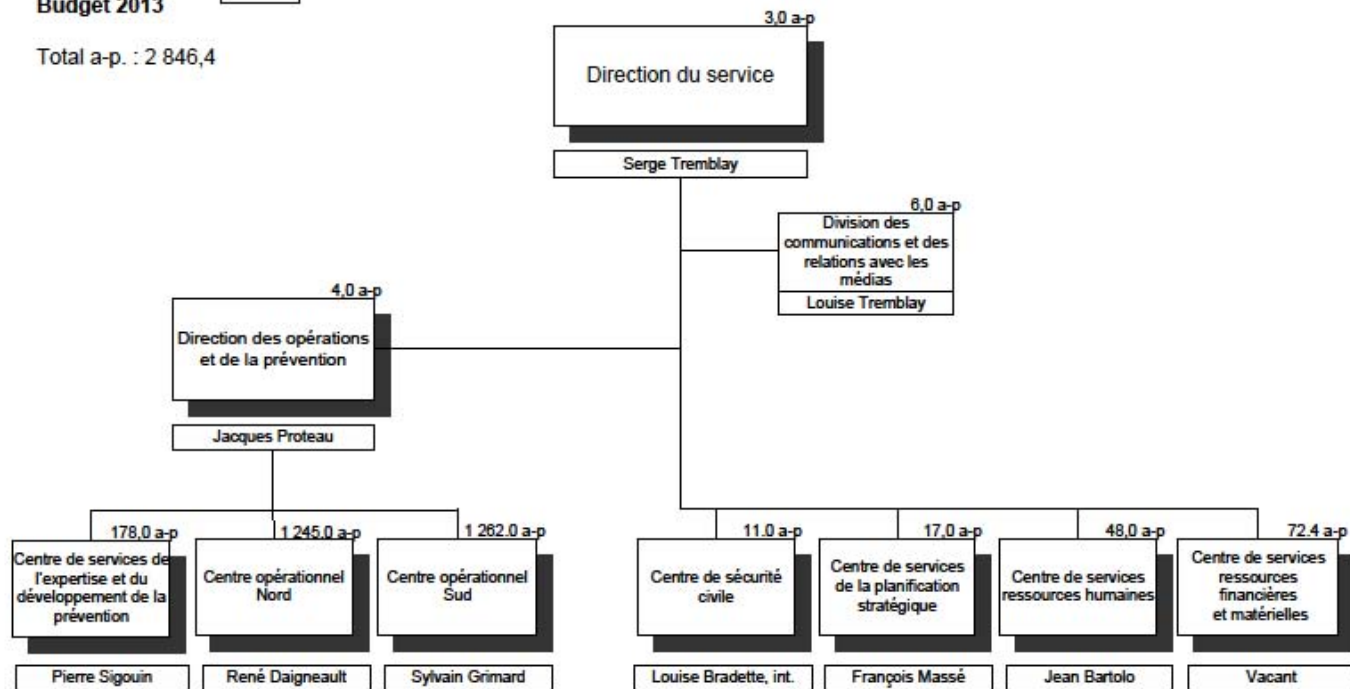 Budget 2013
Total a-p. : 2 846,4
3,0 a-p
Direction du service
Serge Tremblay
6,0 a-p
Division des
communications et des
relations avec les
médias
Louise Tremblay
4,0 a-p
Direction des opérations
et de la prévention
Jacques Proteau
178,0 a-p
Centre de services de
l'expertise et du
développement de la
prévention
Pierre Sigouin
1 245.0 a-p
Centre opérationnel
Nord
René Daigneault
1 262.0 a-p
Centre opérationnel
Sud
Sylvain Grimard
11.0 a-p
Centre de sécurité
civile
Louise Bradette, int.
17,0 a-p
Centre de services
de la planification
stratégique
François Massé
48,0 a-p
Centre de services
ressources humaines
Jean Bartolo
72.4 a-p
Centre de services
ressources
financières
et matérielles
Vacant